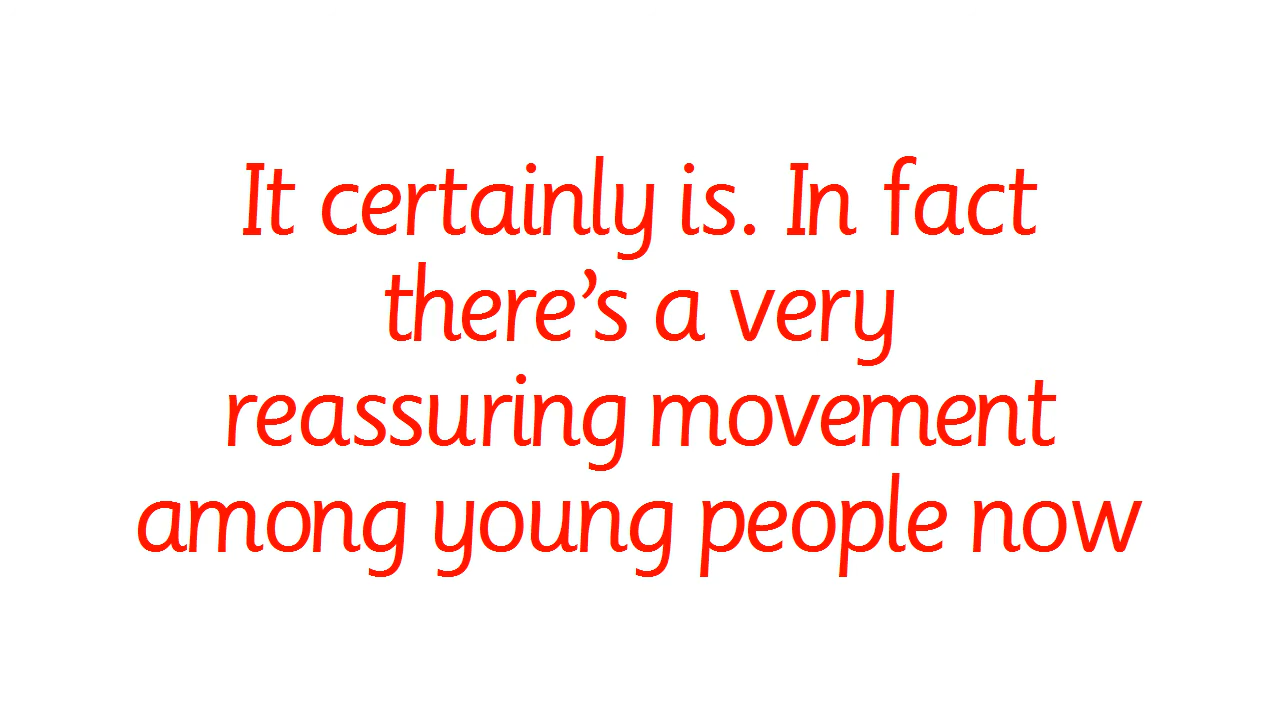 It certainly is. In fact
there’s a very
reassuring movement
among young people now